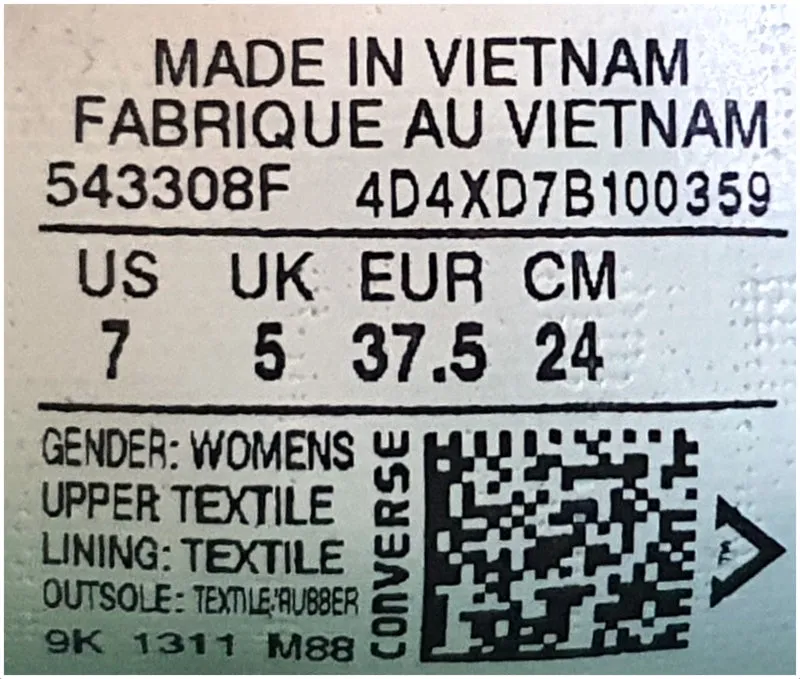 MADE IN VIETNAM
FABRIQUE AU VIETNAM
543308F 4D4XD7B100359
US UK EUR CM
7 5 37.5 24
GENDER: WOMENS
UPPER TEXTILE
LINING: TEXTILE
OUTSOLE: TEXTILE/RUBBER
9K 1311 M88
CONVERSE
TM